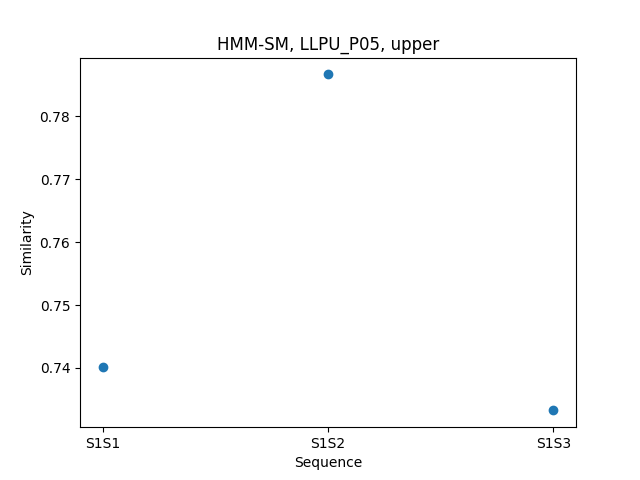 HMM-SM, LLPU_P05, upper
0.78
0.77
0.76
0.75
0.74
Similarity
S1S1 S1S2 S1S3
Sequence